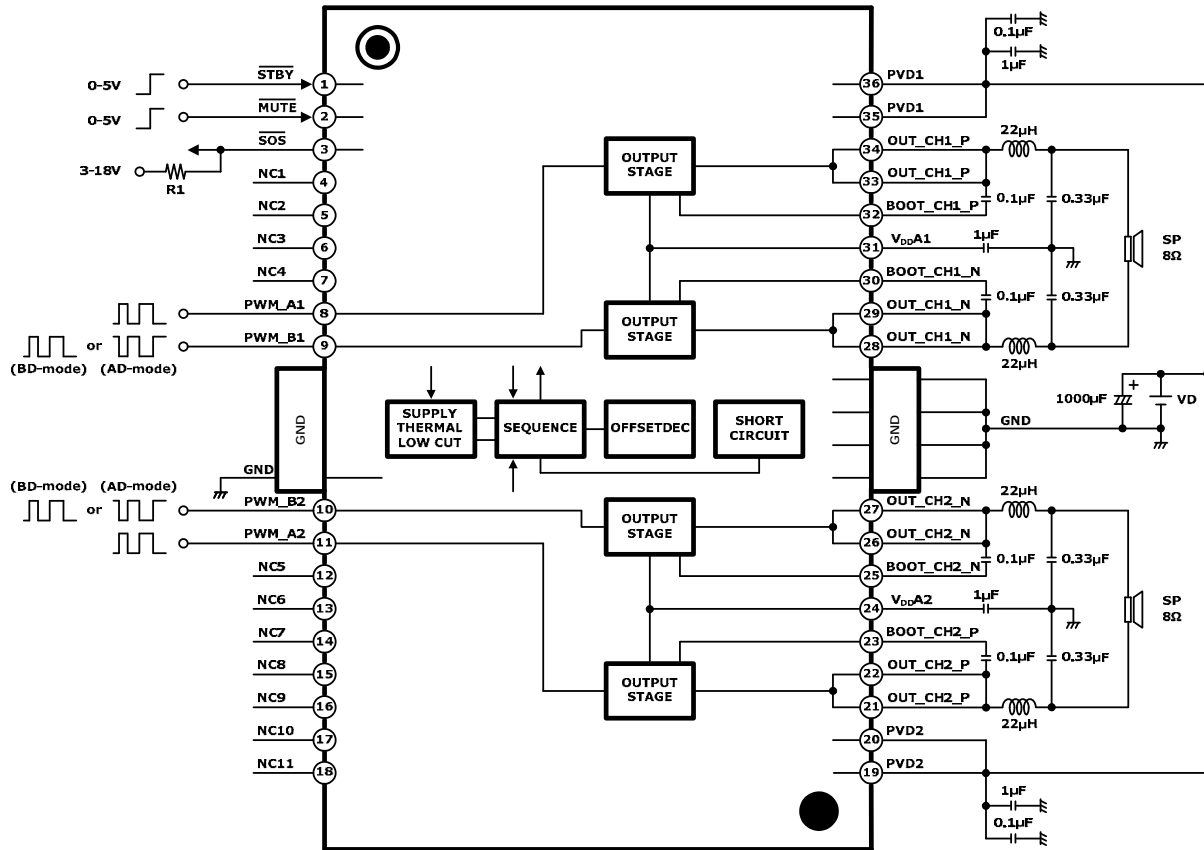 0.1μF
1μF
0-5V
STBY
1
36
PVD1
0-5V
MUTE
2
35
PVD1
SOS
3
3-18V
R1
NC1
4
NC2
5
NC3
6
NC4
7
OUTPUT
STAGE
34
OUT_CH1_P
22μH
33
OUT_CH1_P
0.1μF
0.33μF
32
BOOT_CH1_P
31
VDDA1
1μF
SP
8Ω
30
BOOT_CH1_N
PWM_A1
8
OUTPUT
STAGE
29
OUT_CH1_N
0.1μF
0.33μF
or
PWM_B1
9
28
OUT_CH1_N
22μH
(BD-mode)
(AD-mode)
GND
SUPPLY
THERMAL
LOW CUT
SEQUENCE
OFFSETDEC
SHORT
CIRCUIT
GND
GND
1000μF
+
VD
GND
(BD-mode)
(AD-mode)
or
PWM_B2
10
PWM_A2
11
NC5
12
NC6
13
NC7
14
NC8
15
NC9
16
NC10
17
NC11
18
OUTPUT
STAGE
27
OUT_CH2_N
22μH
26
OUT_CH2_N
0.1μF
0.33μF
25
BOOT_CH2_N
24
VDDA2
1μF
SP
8Ω
23
BOOT_CH2_P
OUTPUT
STAGE
22
OUT_CH2_P
0.1μF
0.33μF
21
OUT_CH2_P
22μH
20
PVD2
19
PVD2
1μF
0.1μF